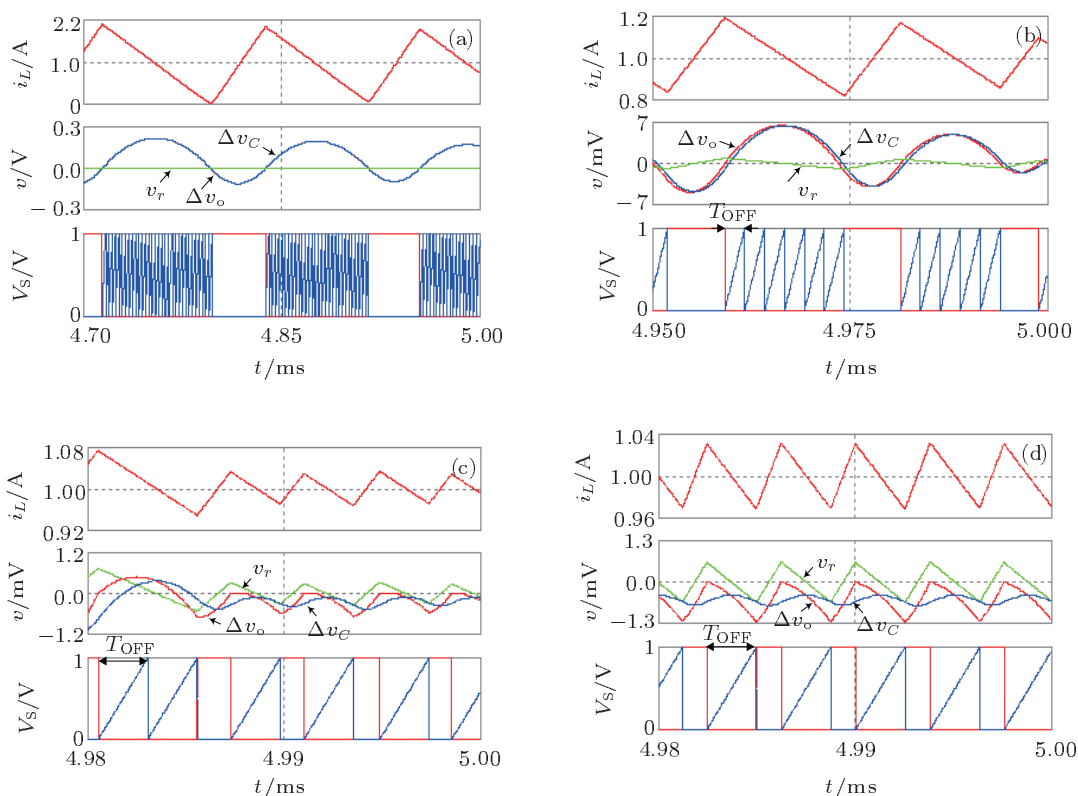 (a)
i_L/A
2.2
1.0
0
v/V
0.3
0.0
−0.3
Δv_C
v_r
Δv_o
V_S/V
1
0
4.70
4.85
5.00
t/ms
(b)
i_L/A
1.2
1.0
0.8
v/mV
7
0
−7
Δv_o
Δv_C
v_r
T_OFF
V_S/V
1
0
4.950
4.975
5.000
t/ms
(c)
i_L/A
1.08
1.00
0.92
v/mV
1.2
0.0
−1.2
v_r
Δv_o
Δv_C
T_OFF
V_S/V
1
0
4.98
4.99
5.00
t/ms
(d)
i_L/A
1.04
1.00
0.96
v/mV
1.3
0.0
−1.3
v_r
Δv_o
Δv_C
T_OFF
V_S/V
1
0
4.98
4.99
5.00
t/ms